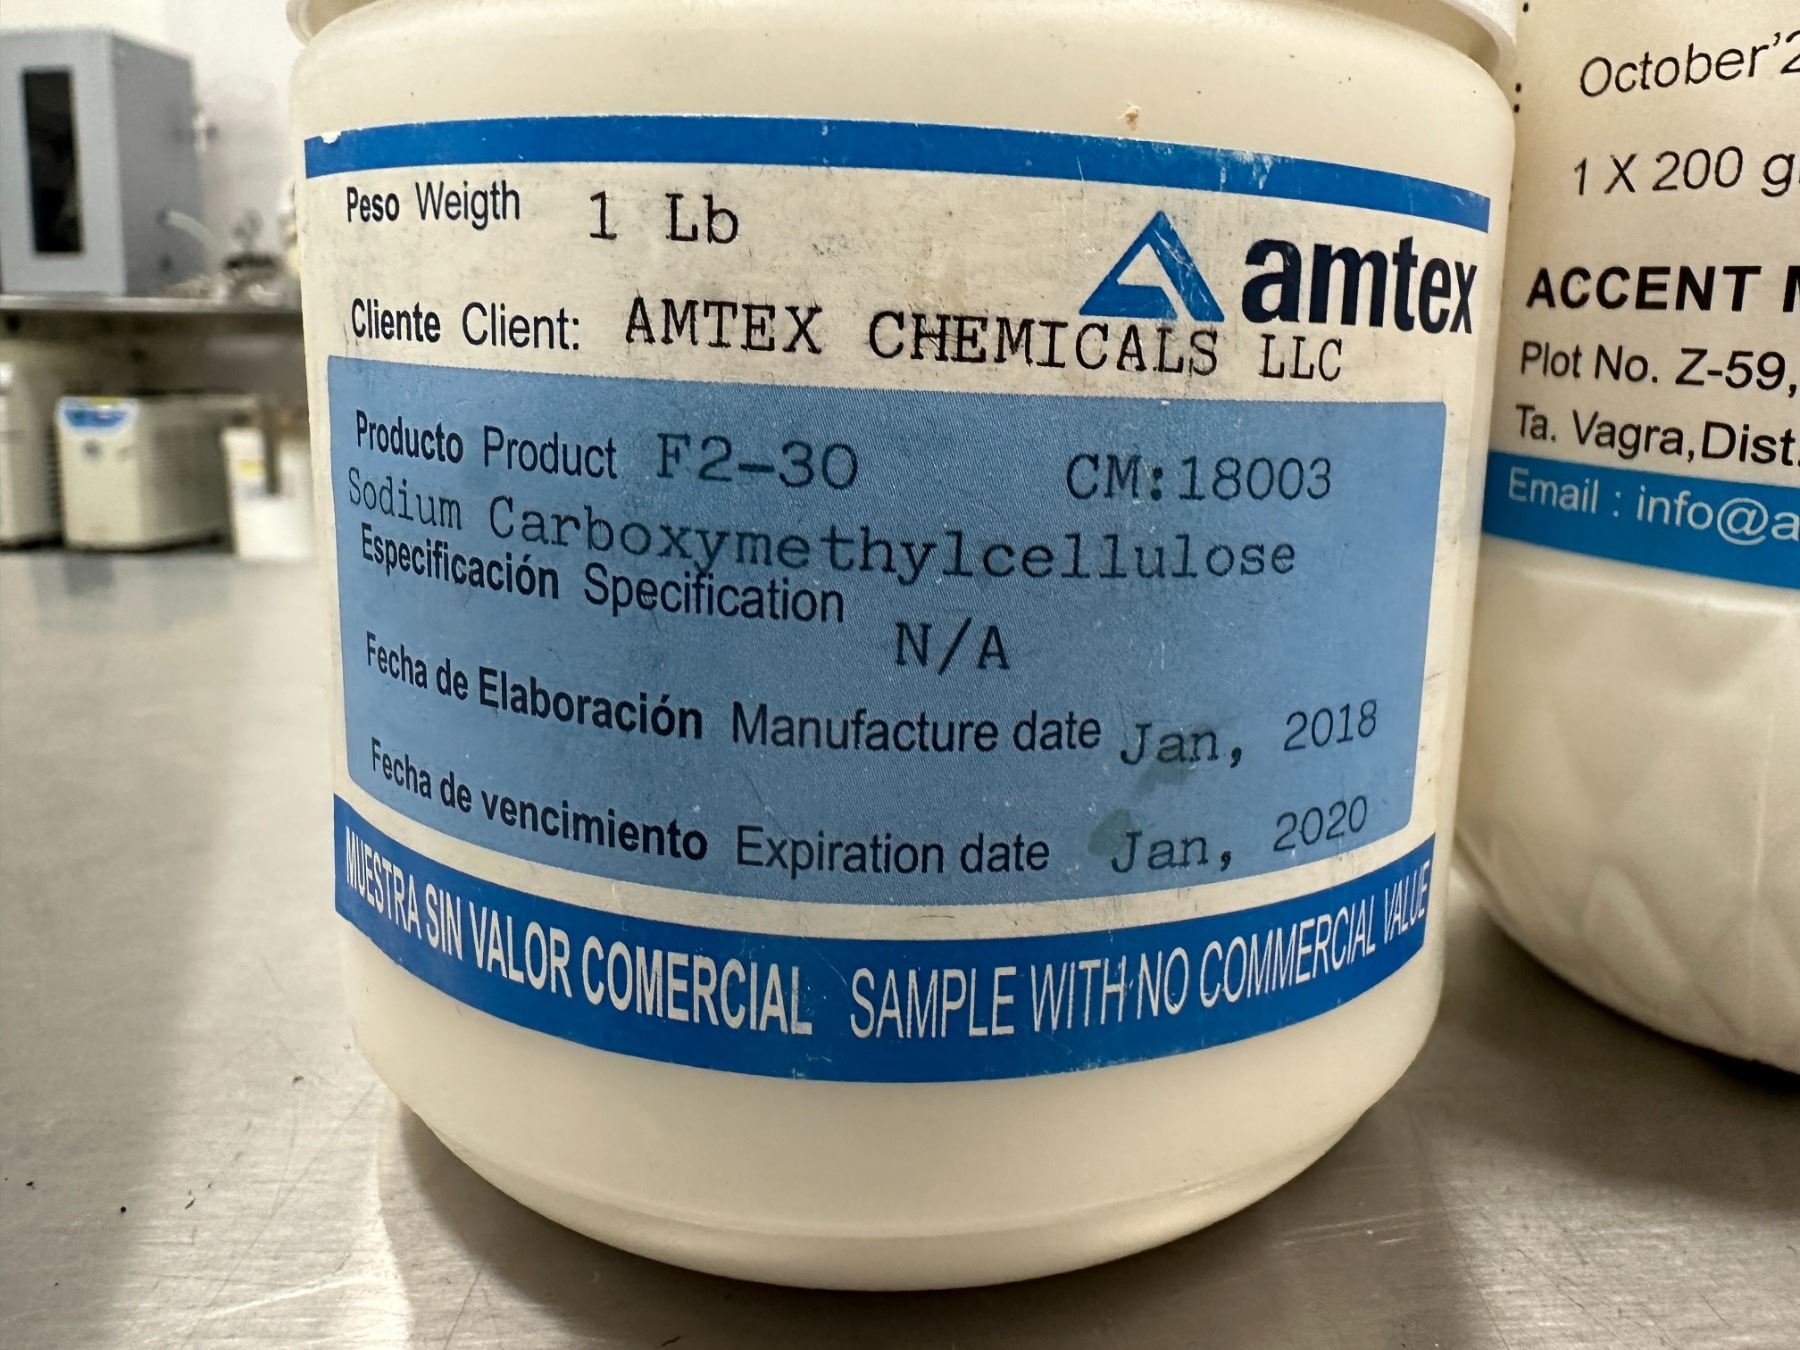 Peso Weigth 1 Lb
amtex
Cliente Client: AMTEX CHEMICALS LLC
Producto Product F2-30 CM:18003
Sodium Carboxymethylcellulose
Especificación Specification N/A
Fecha de Elaboración Manufacture date Jan, 2018
Fecha de vencimiento Expiration date Jan, 2020
MUESTRA SIN VALOR COMERCIAL SAMPLE WITH NO COMMERCIAL VALUE
: October'2
: 1 X 200 g
ACCENT
Plot No. Z-59,
Ta. Vagra,Dist.
Email : info@a